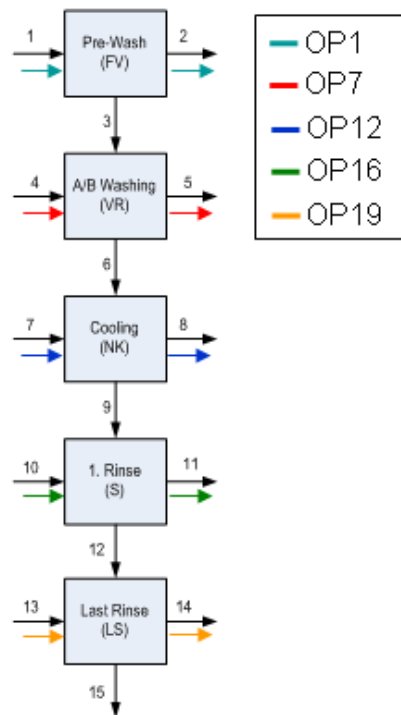 1
2
Pre-Wash
(FV)
3
4
5
A/B Washing
(VR)
6
7
8
Cooling
(NK)
9
10
11
1. Rinse
(S)
12
13
14
Last Rinse
(LS)
15
OP1
OP7
OP12
OP16
OP19